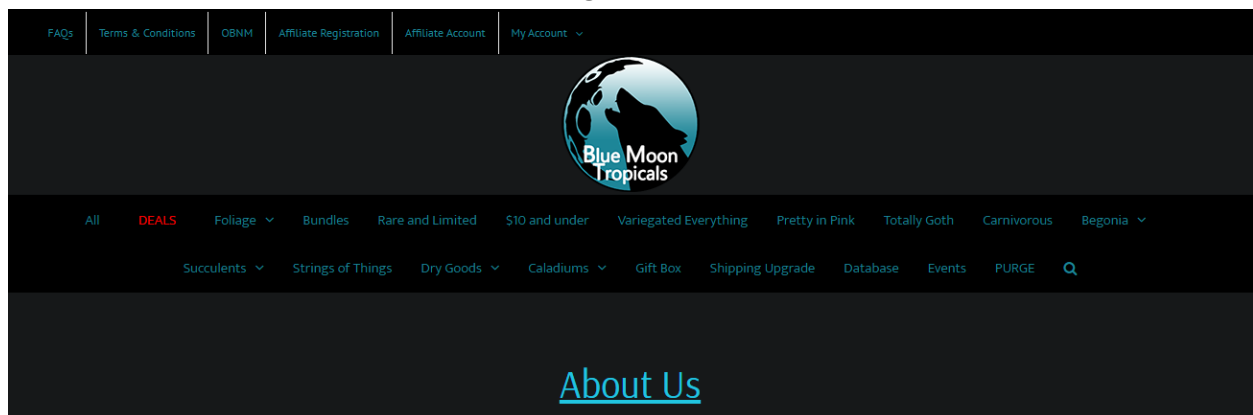 FAQs Terms & Conditions OBNM Affiliate Registration Affiliate Account My Account
Blue Moon
Tropicals
All DEALS Foliage Bundles Rare and Limited $10 and under Variegated Everything Pretty in Pink Totally Goth Carnivorous Begonia
Succulents Strings of Things Dry Goods Caladiums Gift Box Shipping Upgrade Database Events PURGE
About Us